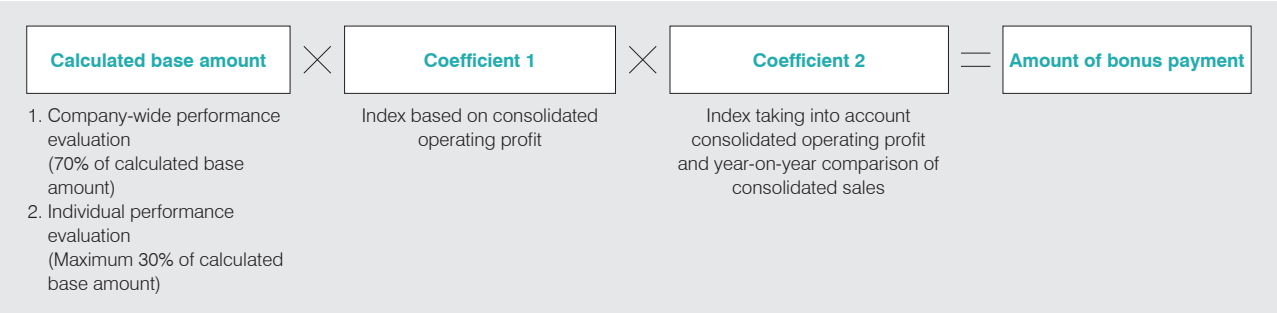 Calculated base amount
Coefficient 1
Coefficient 2
Amount of bonus payment
1. Company-wide performance
evaluation
(70% of calculated base
amount)
2. Individual performance
evaluation
(Maximum 30% of calculated
base amount)
Index based on consolidated
operating profit
Index taking into account
consolidated operating profit
and year-on-year comparison of
consolidated sales